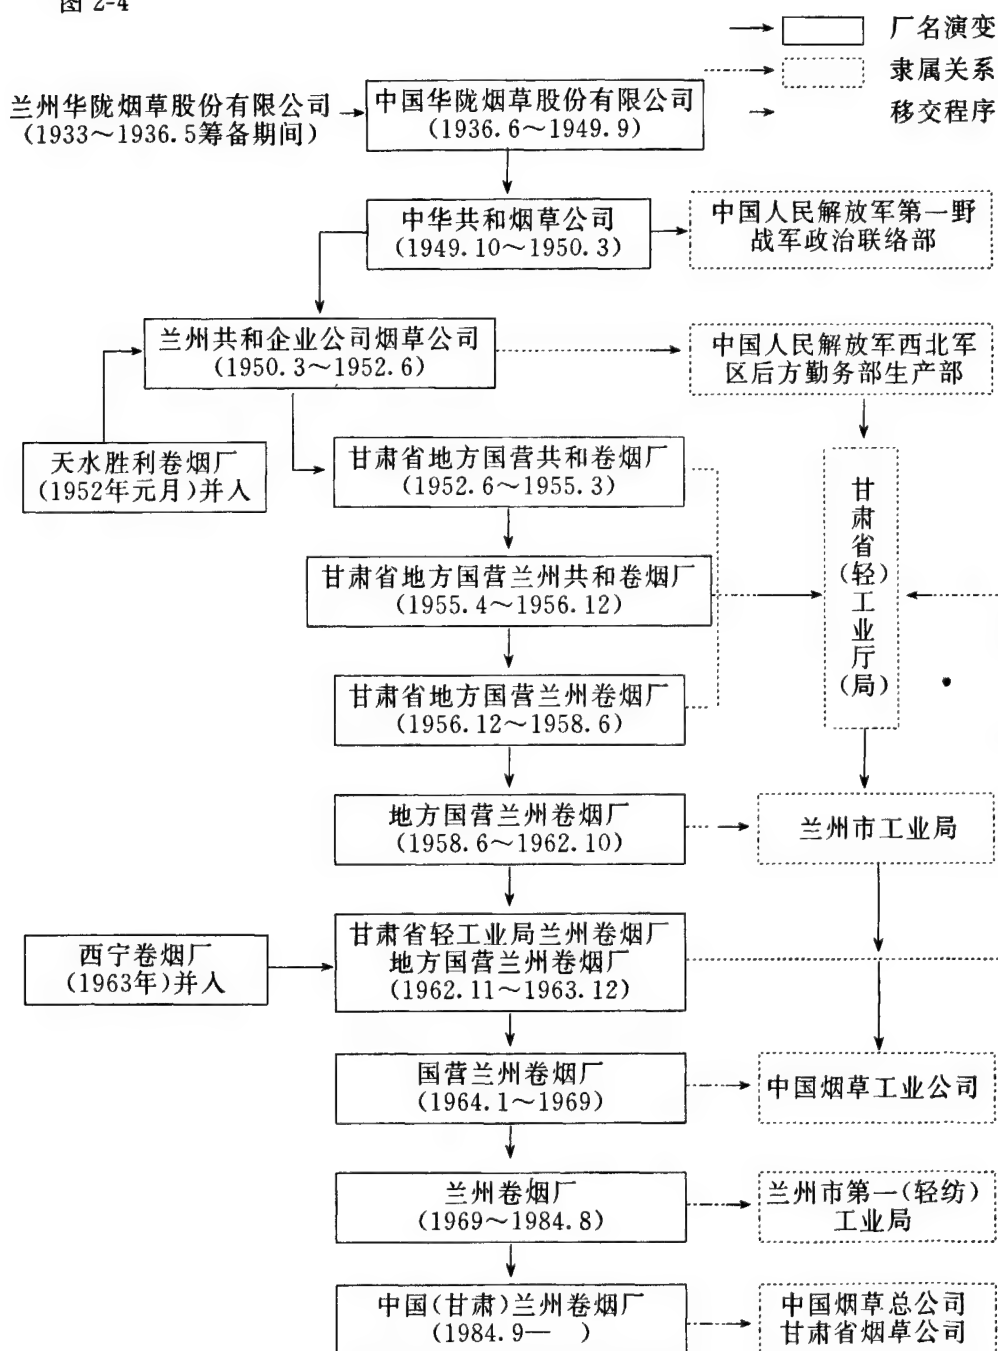 图 2-4
厂名演变
隶属关系
移交程序
兰州华陇烟草股份有限公司
(1933～1936.5筹备期间)
中国华陇烟草股份有限公司
(1936.6～1949.9)
中华共和烟草公司
(1949.10～1950.3)
中国人民解放军第一野
战军政治联络部
兰州共和企业公司烟草公司
(1950.3～1952.6)
中国人民解放军西北军
区后方勤务部生产部
天水胜利卷烟厂
(1952年元月)并入
甘肃省地方国营共和卷烟厂
(1952.6～1955.3)
甘肃省(轻)工业厅(局)
甘肃省地方国营兰州共和卷烟厂
(1955.4～1956.12)
甘肃省地方国营兰州卷烟厂
(1956.12～1958.6)
地方国营兰州卷烟厂
(1958.6～1962.10)
兰州市工业局
西宁卷烟厂
(1963年)并入
甘肃省轻工业局兰州卷烟厂
地方国营兰州卷烟厂
(1962.11～1963.12)
国营兰州卷烟厂
(1964.1～1969)
中国烟草工业公司
兰州卷烟厂
(1969～1984.8)
兰州市第一(轻纺)
工业局
中国(甘肃)兰州卷烟厂
(1984.9— )
中国烟草总公司
甘肃省烟草公司